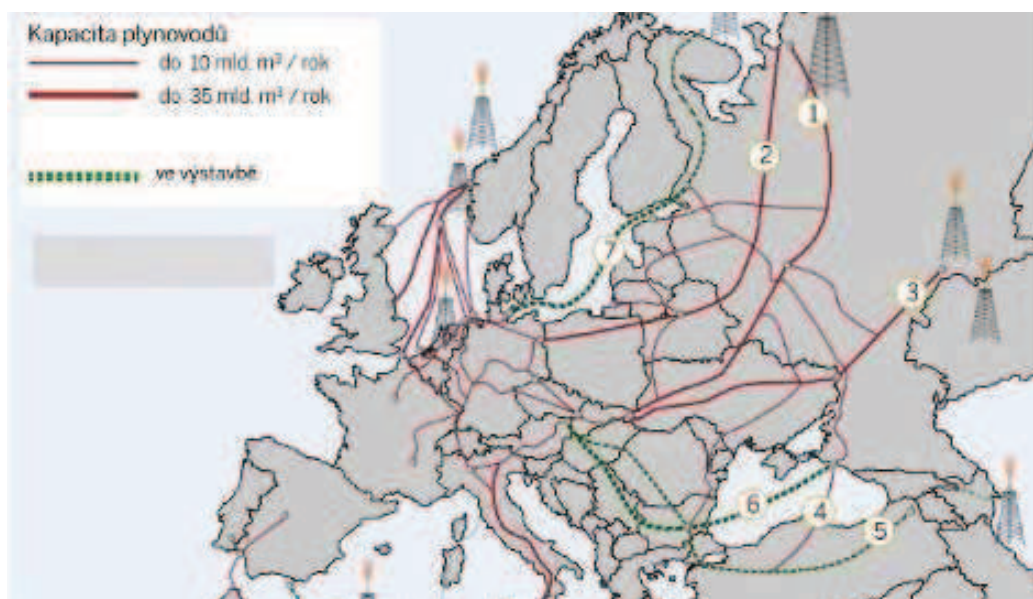 Kapacita plynovodů
do 10 mld. m³ / rok
do 35 mld. m³ / rok
ve výstavbě
1
2
7
3
6
4
5